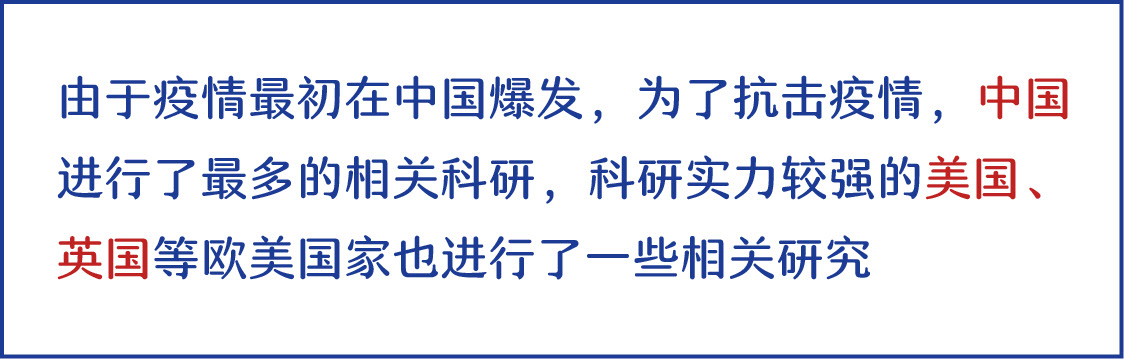 由于疫情最初在中国爆发，为了抗击疫情，中国
进行了最多的相关科研，科研实力较强的美国、
英国等欧美国家也进行了一些相关研究